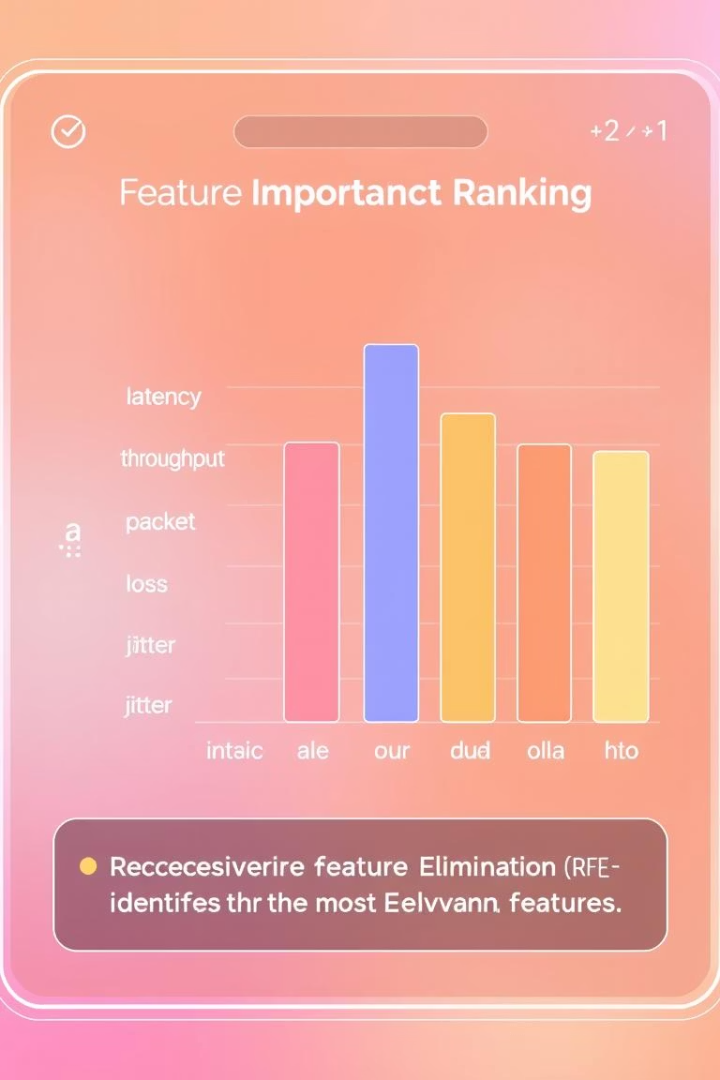 +2 / +1
Feature Importanct Ranking
latency
throughput
packet
a
loss
jitter
jitter
intaic ale our dud olla hto
Reccecesiverire feature Elimination (RFE-
identifes thr the most Eelvvann, features.